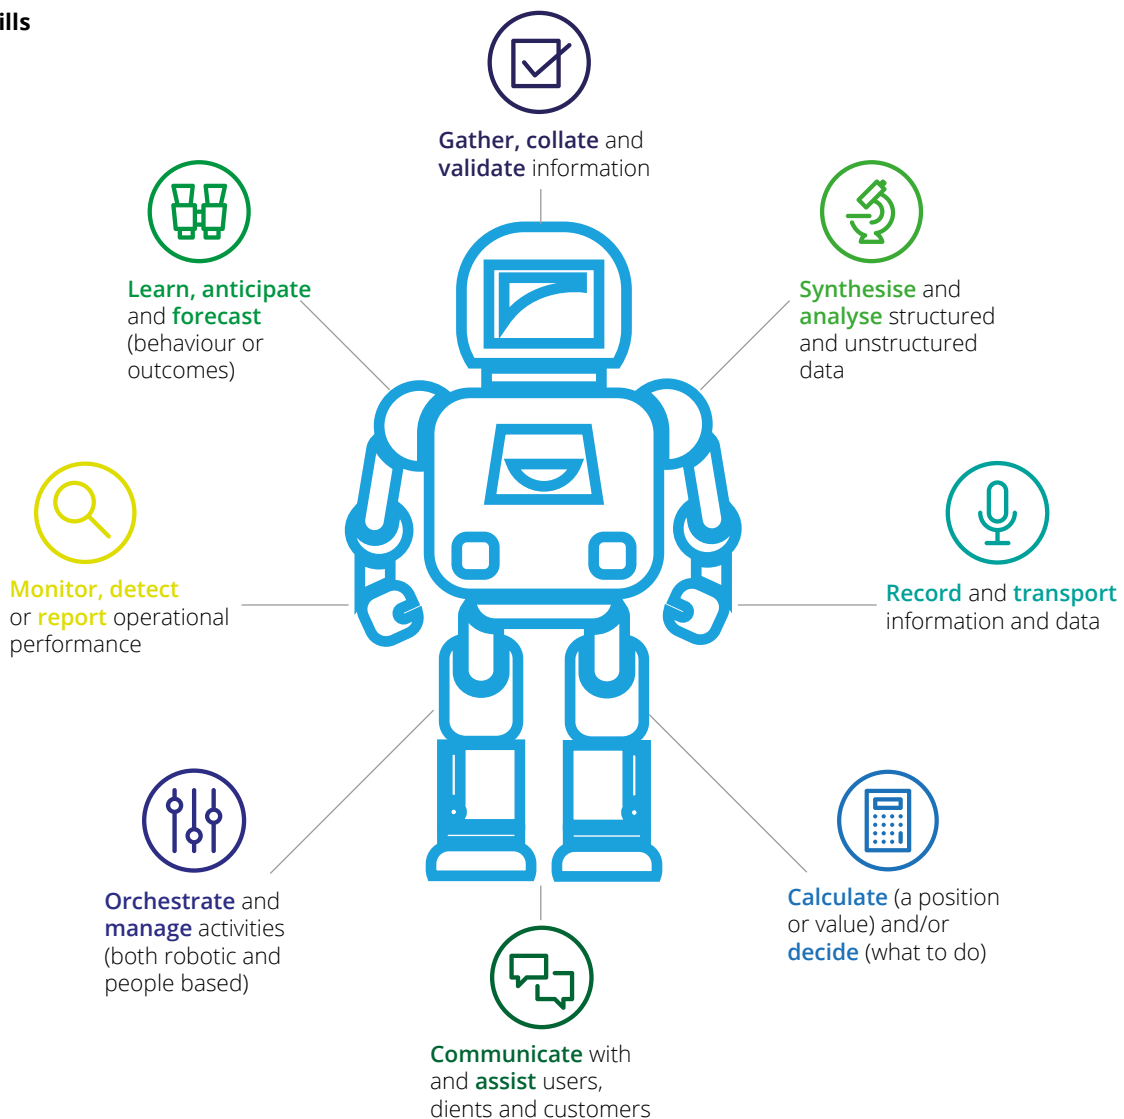 ills
Gather, collate and
validate information
Learn, anticipate
and forecast
(behaviour or
outcomes)
Synthesise and
analyse structured
and unstructured
data
Monitor, detect
or report operational
performance
Record and transport
information and data
Orchestrate and
manage activities
(both robotic and
people based)
Calculate (a position
or value) and/or
decide (what to do)
Communicate with
and assist users,
dients and customers